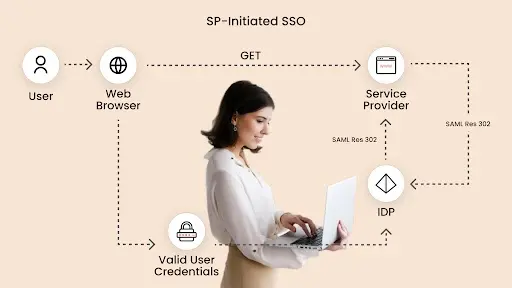 SP-Initiated SSO
GET
User
Web
Browser
Service
Provider
SAML Res 302
SAML Res 302
IDP
Valid User
Credentials